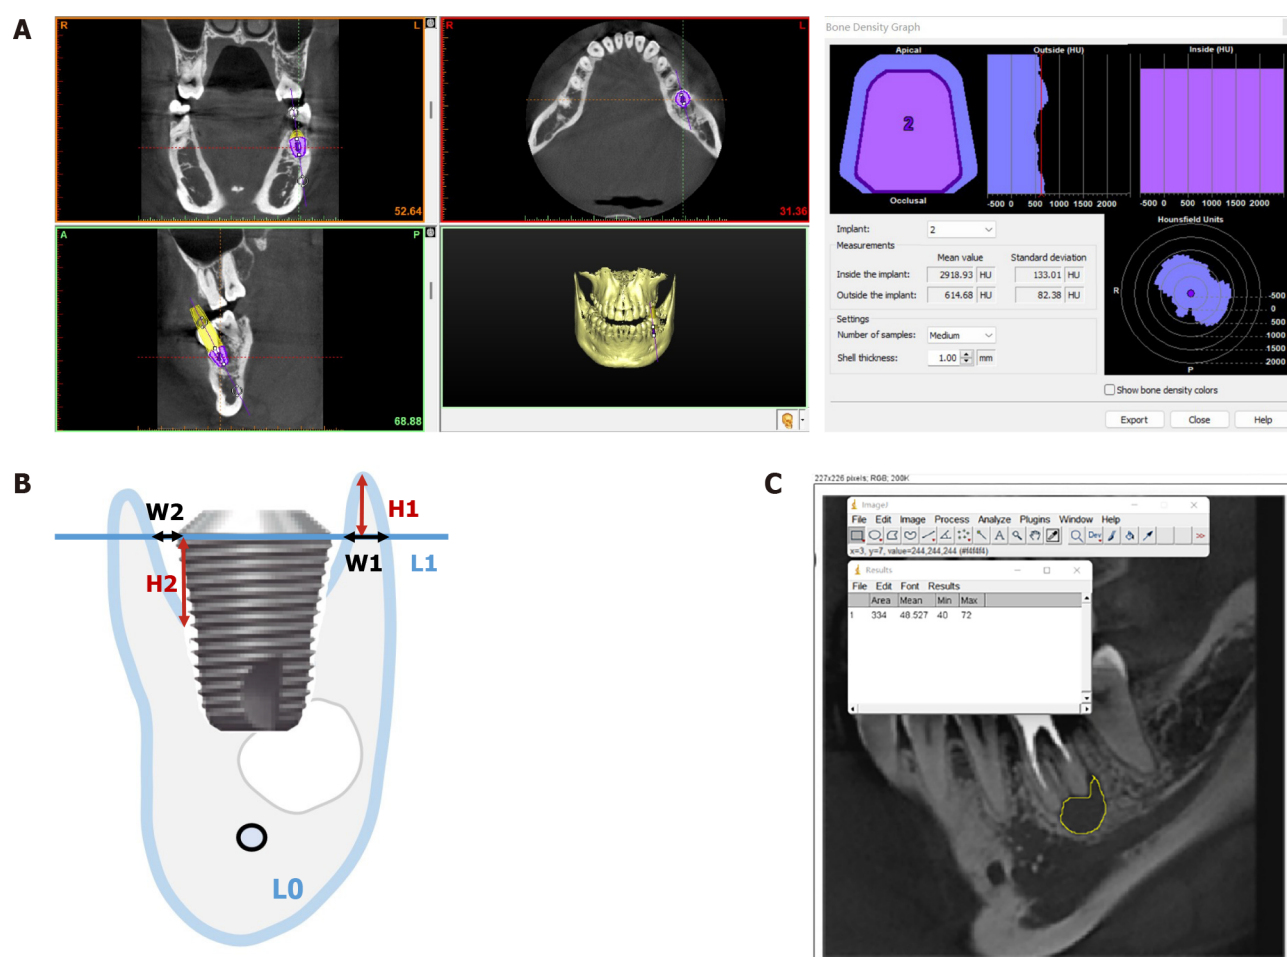 A
R
L
52.64
R
L
31.36
A
P
68.88
Bone Density Graph
Apical
2
Occlusal
Outside (HU)
-500 0 500 1000 1500 2000
Inside (HU)
-500 0 500 1000 1500 2000
Implant: 2
Measurements
Mean value Standard deviation
Inside the implant: 2918.93 HU 133.01 HU
Outside the implant: 614.68 HU 82.38 HU
Settings
Number of samples: Medium
Shell thickness: 1.00 mm
Hounsfield Units
R
-500
0
500
1000
1500
2000
P
Show bone density colors
Export Close Help
B
W2
H1
W1
L1
H2
L0
C
227x226 pixels; RGB; 200K
ImageJ
File Edit Image Process Analyze Plugins Window Help
A Dev >>
x=3, y=7, value=244,244,244 (#f4f4f4)
Results
File Edit Font Results
Area Mean Min Max
1 334 48.527 40 72